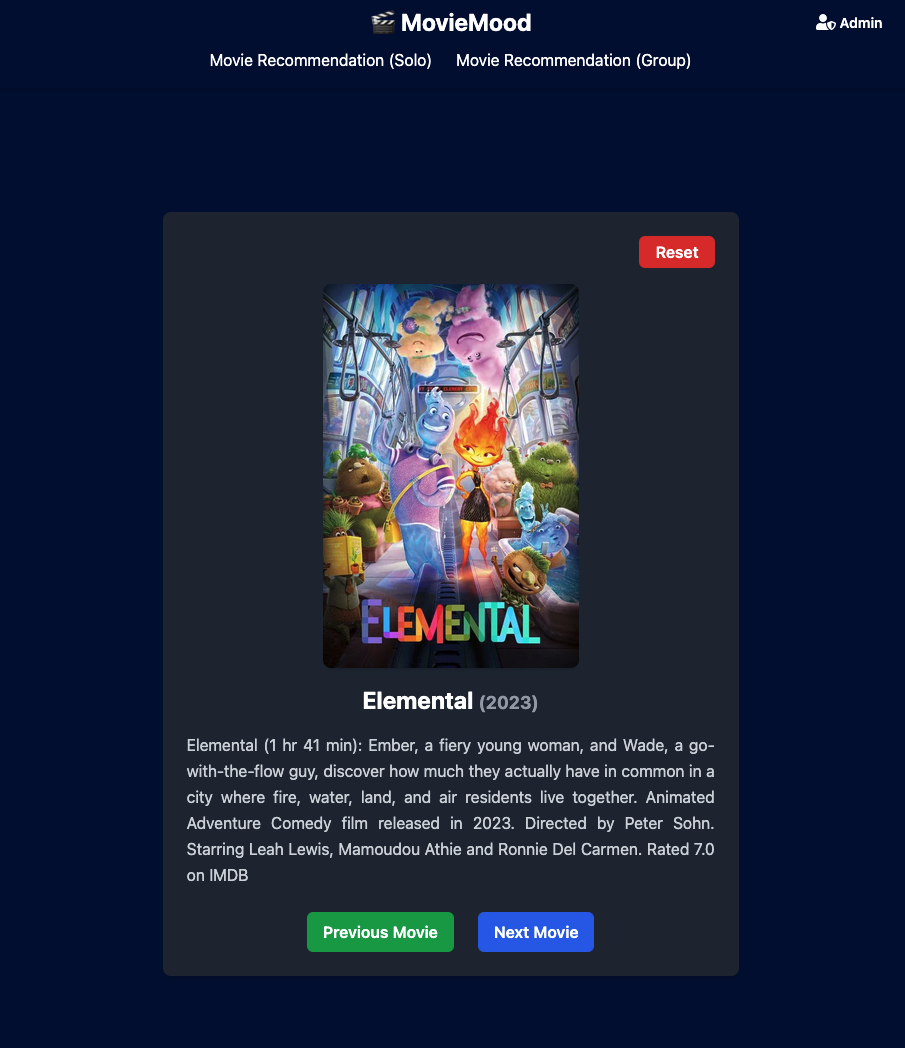 MovieMood
Admin
Movie Recommendation (Solo) Movie Recommendation (Group)
Reset
ELEMENTAL
Elemental (2023)
Elemental (1 hr 41 min): Ember, a fiery young woman, and Wade, a go-
with-the-flow guy, discover how much they actually have in common in a
city where fire, water, land, and air residents live together. Animated
Adventure Comedy film released in 2023. Directed by Peter Sohn.
Starring Leah Lewis, Mamoudou Athie and Ronnie Del Carmen. Rated 7.0
on IMDB
Previous Movie Next Movie